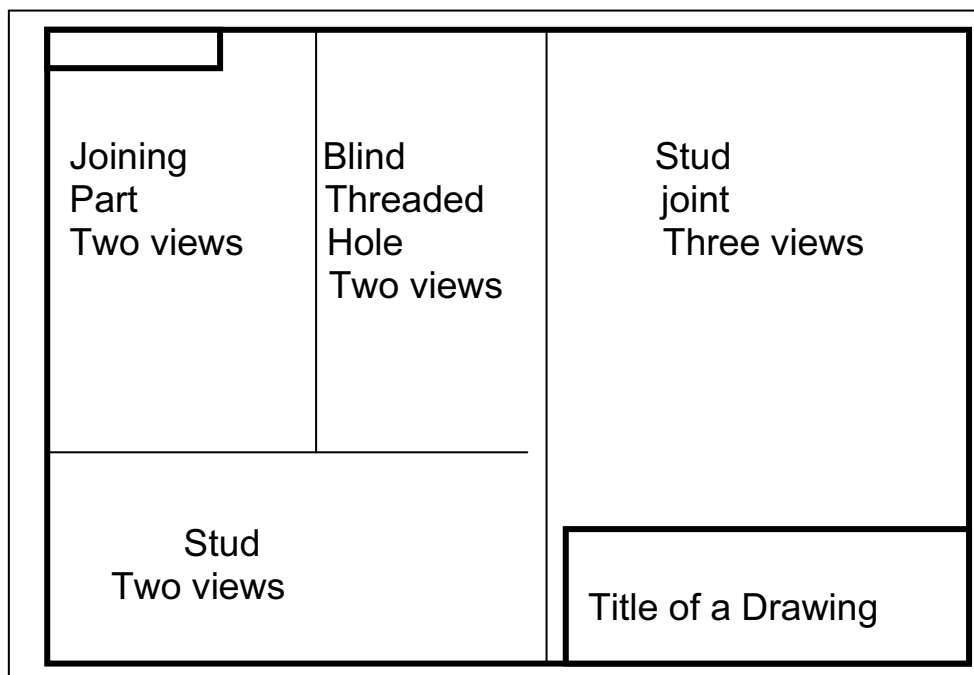 Joining
Part
Two views
Blind
Threaded
Hole
Two views
Stud
joint
Three views
Stud
Two views
Title of a Drawing